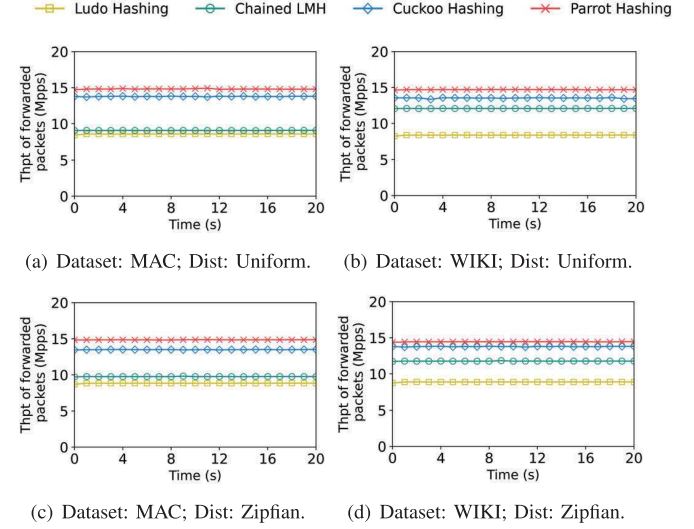 Ludo Hashing Chained LMH Cuckoo Hashing Parrot Hashing
Thpt of forwarded
packets (Mpps)
20
15
10
5
0
0 4 8 12 16 20
Time (s)
(a) Dataset: MAC; Dist: Uniform.
Thpt of forwarded
packets (Mpps)
20
15
10
5
0
0 4 8 12 16 20
Time (s)
(b) Dataset: WIKI; Dist: Uniform.
Thpt of forwarded
packets (Mpps)
20
15
10
5
0
0 4 8 12 16 20
Time (s)
(c) Dataset: MAC; Dist: Zipfian.
Thpt of forwarded
packets (Mpps)
20
15
10
5
0
0 4 8 12 16 20
Time (s)
(d) Dataset: WIKI; Dist: Zipfian.